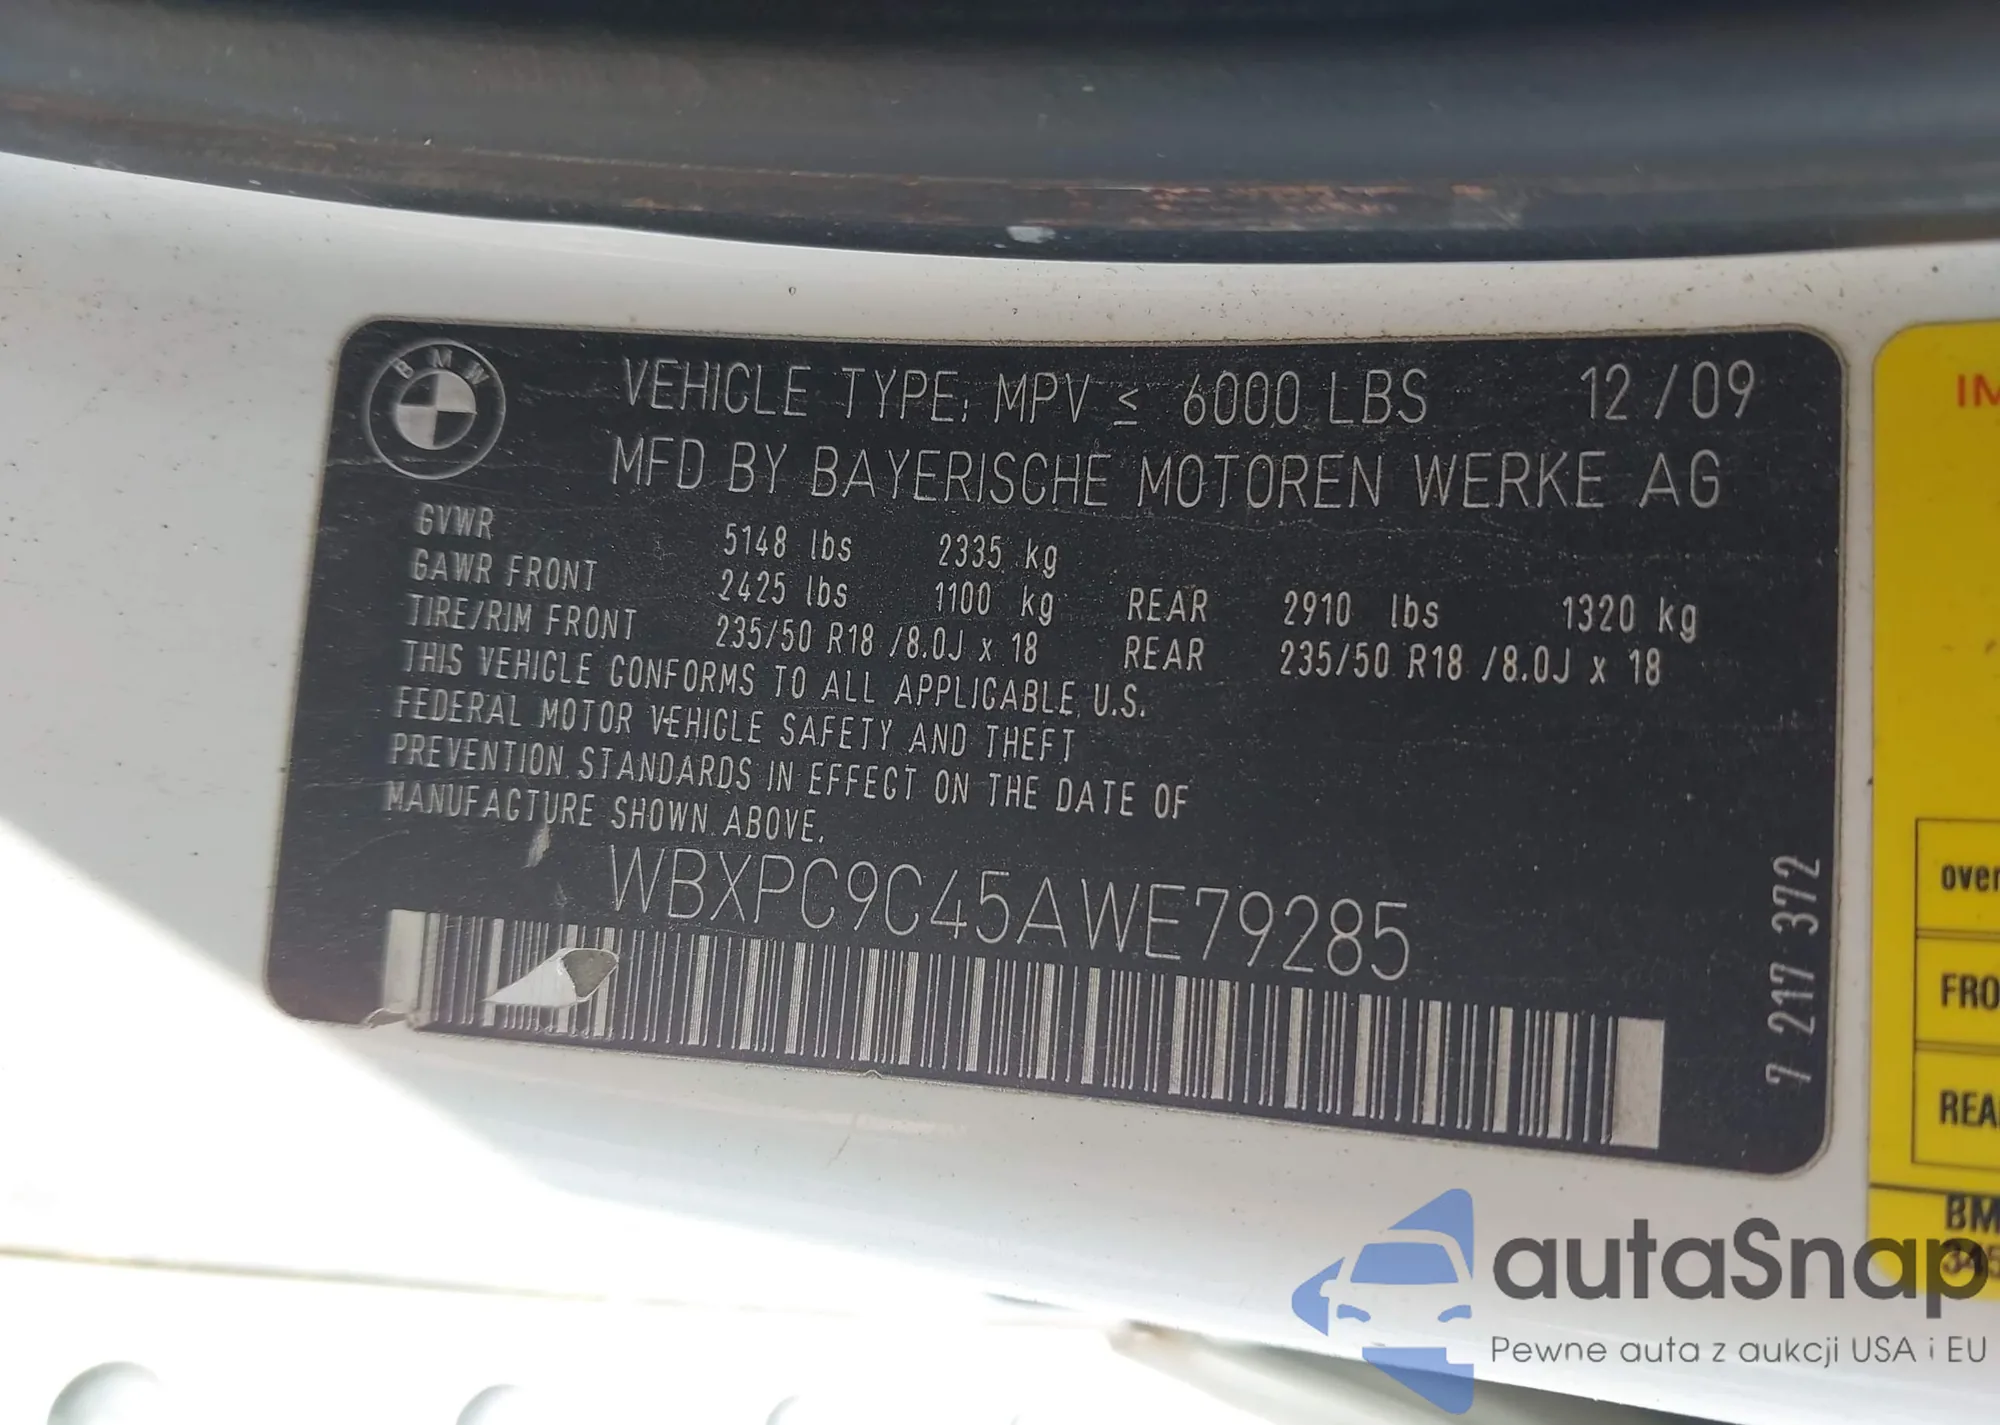 BMW
VEHICLE TYPE: MPV ≤ 6000 LBS 12/09
MFD BY BAYERISCHE MOTOREN WERKE AG
GVWR 5148 lbs 2335 kg
GAWR FRONT 2425 lbs 1100 kg REAR 2910 lbs 1320 kg
TIRE/RIM FRONT 235/50 R18 /8.0J x 18 REAR 235/50 R18 /8.0J x 18
THIS VEHICLE CONFORMS TO ALL APPLICABLE U.S.
FEDERAL MOTOR VEHICLE SAFETY AND THEFT
PREVENTION STANDARDS IN EFFECT ON THE DATE OF
MANUFACTURE SHOWN ABOVE.
WBXPC9C45AWE79285
7 217 372
IM
over
FRO
REA
BM
345
autaSnap
Pewne auta z aukcji USA i EU